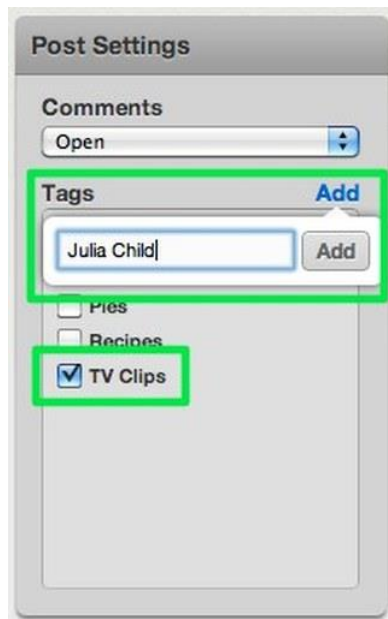 Post Settings
Comments
Open
Tags Add
Julia Child Add
Pies
Recipes
TV Clips